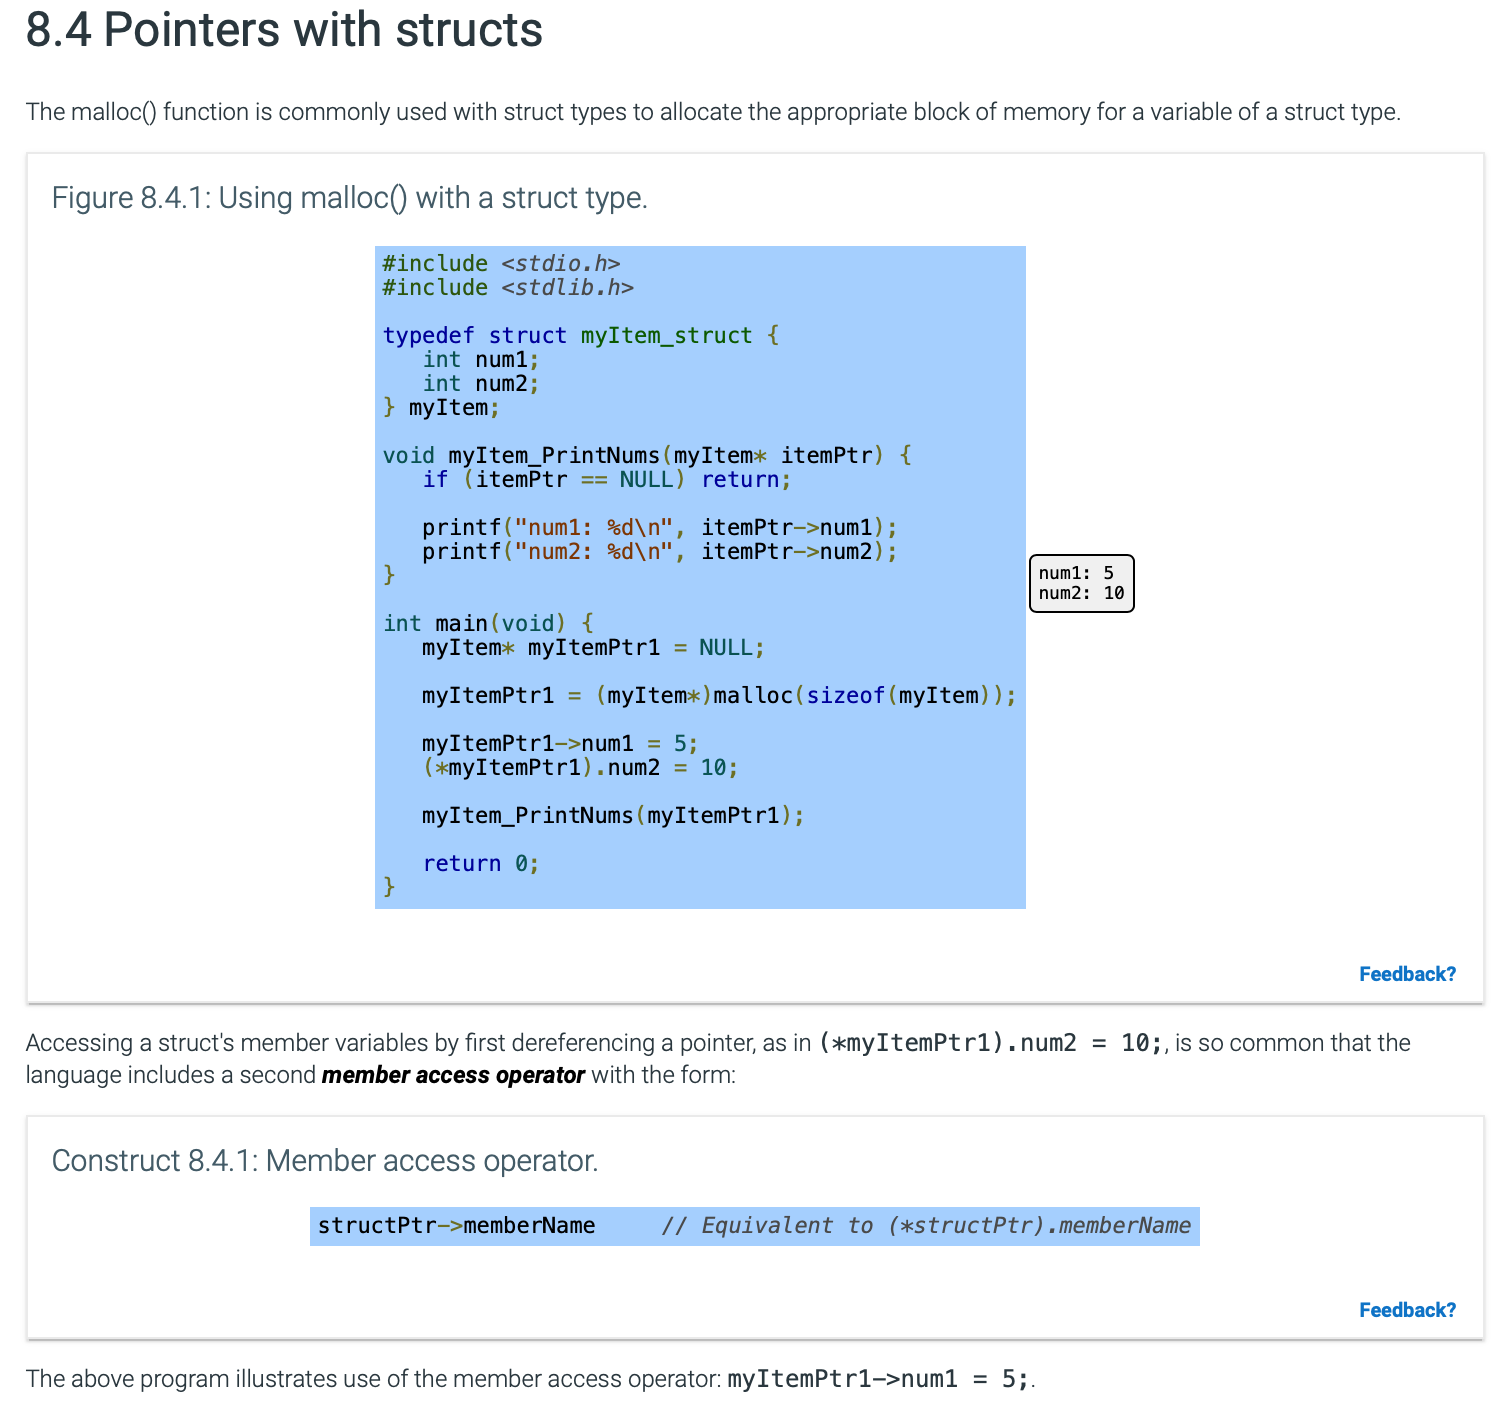 8.4 Pointers with structs
The malloc() function is commonly used with struct types to allocate the appropriate block of memory for a variable of a struct type.
Figure 8.4.1: Using malloc() with a struct type.
#include <stdio.h>
#include <stdlib.h>
typedef struct myItem_struct {
   int num1;
   int num2;
} myItem;
void myItem_PrintNums(myItem* itemPtr) {
   if (itemPtr == NULL) return;
   printf("num1: %d\n", itemPtr->num1);
   printf("num2: %d\n", itemPtr->num2);
}
int main(void) {
   myItem* myItemPtr1 = NULL;
   myItemPtr1 = (myItem*)malloc(sizeof(myItem));
   myItemPtr1->num1 = 5;
   (*myItemPtr1).num2 = 10;
   myItem_PrintNums(myItemPtr1);
   return 0;
}
num1: 5
num2: 10
Feedback?
Accessing a struct's member variables by first dereferencing a pointer, as in (*myItemPtr1).num2 = 10;, is so common that the
language includes a second member access operator with the form:
Construct 8.4.1: Member access operator.
structPtr->memberName     // Equivalent to (*structPtr).memberName
Feedback?
The above program illustrates use of the member access operator: myItemPtr1->num1 = 5;.